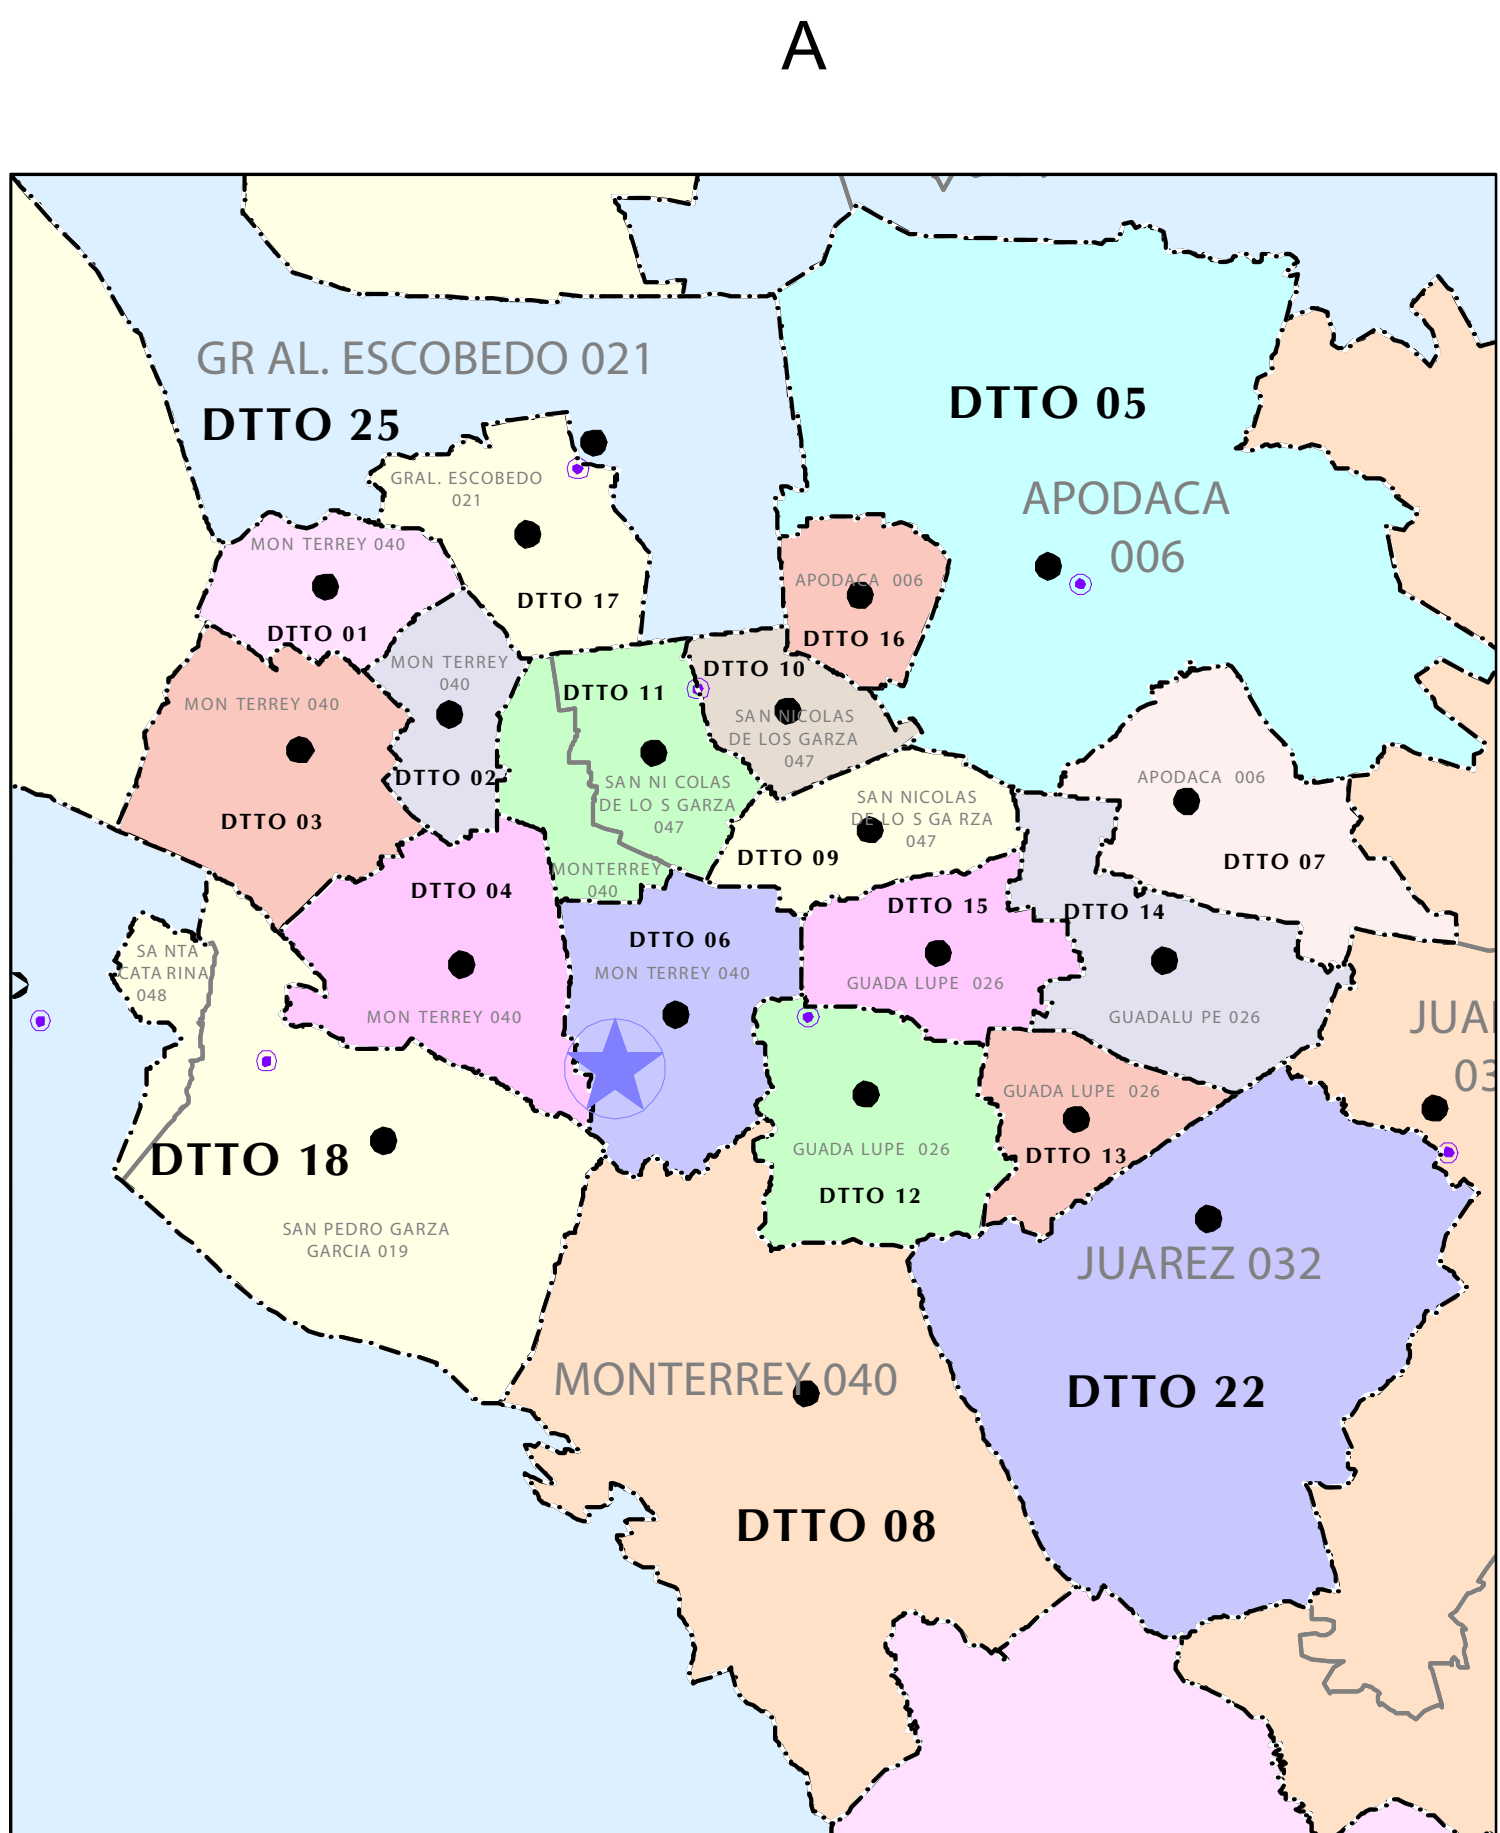 A
GR AL. ESCOBEDO 021
DTTO 25
DTTO 05
GRAL. ESCOBEDO
021
APODACA
006
MON TERREY 040
DTTO 17
DTTO 01
APODACA 006
DTTO 16
MON TERREY
040
DTTO 02
MON TERREY 040
DTTO 03
DTTO 11
SAN NI COLAS
DE LO S GARZA
047
MONTERREY
040
DTTO 10
SAN NICOLAS
DE LOS GARZA
047
SAN NICOLAS
DE LO S GA RZA
047
DTTO 09
APODACA 006
DTTO 07
DTTO 04
MON TERREY 040
DTTO 06
MON TERREY 040
DTTO 15
GUADA LUPE 026
DTTO 14
GUADALU PE 026
SA NTA
CATA RINA
048
JUA
03
GUADA LUPE 026
DTTO 13
GUADA LUPE 026
DTTO 12
DTTO 18
SAN PEDRO GARZA
GARCIA 019
JUAREZ 032
DTTO 22
MONTERREY 040
DTTO 08